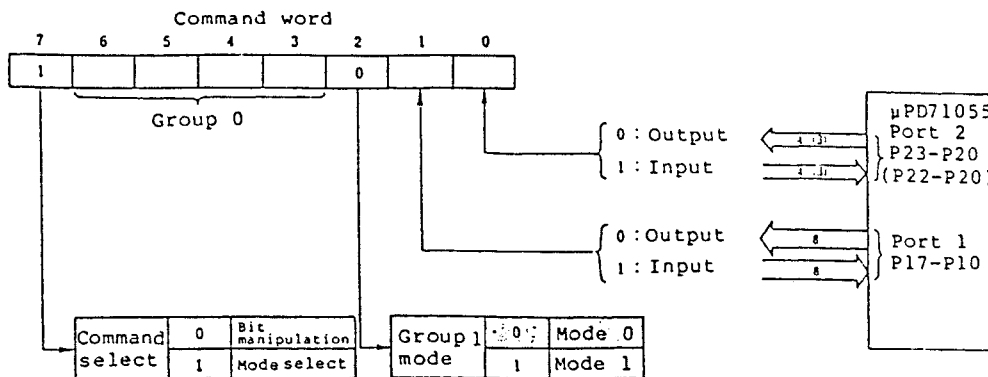 Command word
7 6 5 4 3 2 1 0
1 0
Group 0
0 : Output
1 : Input
μPD71055
Port 2
P23-P20
(P22-P20)
0 : Output
1 : Input
8
8
Port 1
P17-P10
Command select
0 Bit manipulation
1 Mode select
Group 1 mode
0 Mode 0
1 Mode 1